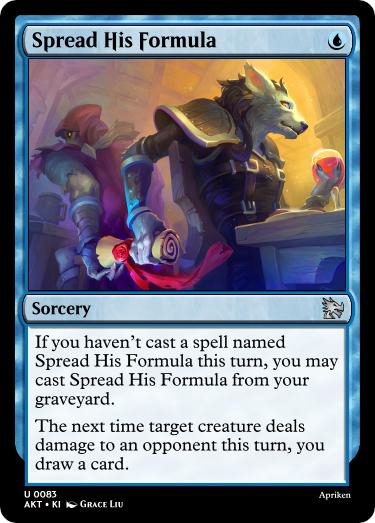 Spread His Formula
Sorcery
If you haven't cast a spell named
Spread His Formula this turn, you may
cast Spread His Formula from your
graveyard.
The next time target creature deals
damage to an opponent this turn, you
draw a card.
U 0083
Apriken
AKT • KI Grace Liu